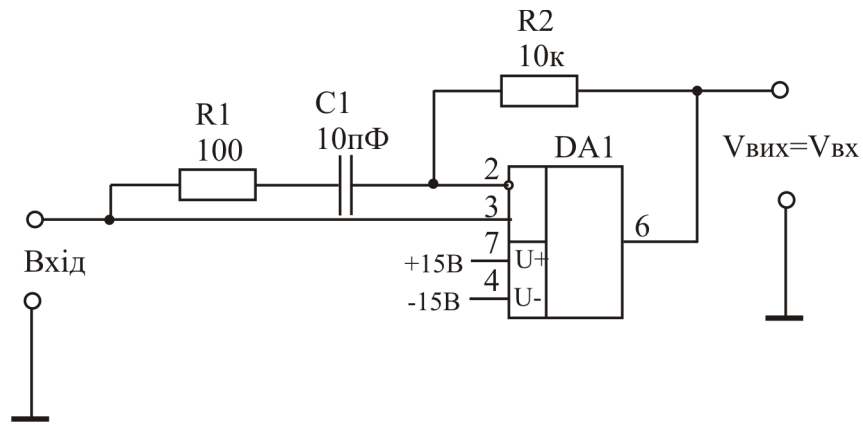 R2
10к
C1
10пФ
R1
100
DA1
Vвих=Vвх
2
3
6
7
Вхід
+15В
U+
4
-15В
U-